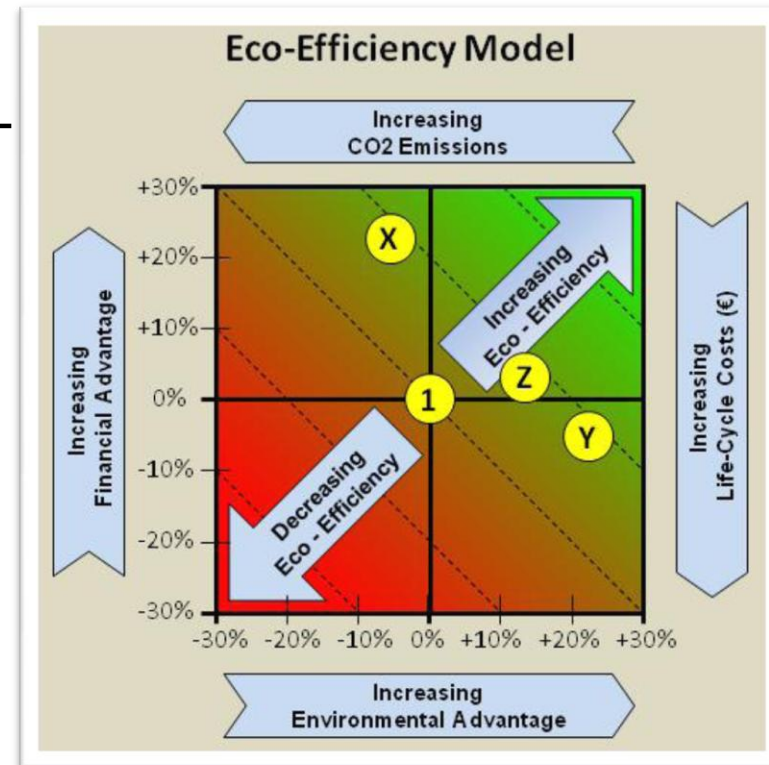 Eco-Efficiency Model
Increasing
CO2 Emissions
+30%
+20%
+10%
0%
-10%
-20%
-30%
Increasing
Financial Advantage
X
Increasing
Eco - Efficiency
Z
1
Y
Decreasing
Eco - Efficiency
Increasing
Life-Cycle Costs (€)
-30% -20% -10% 0% +10% +20% +30%
Increasing
Environmental Advantage